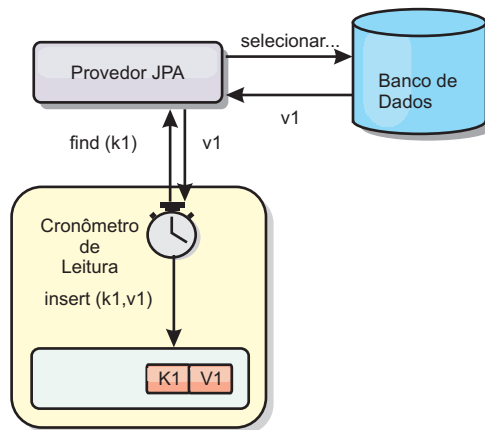 selecionar...
Provedor JPA
Banco de
Dados
v1
find (k1)
v1
Cronômetro
de
Leitura
insert (k1,v1)
K1 V1